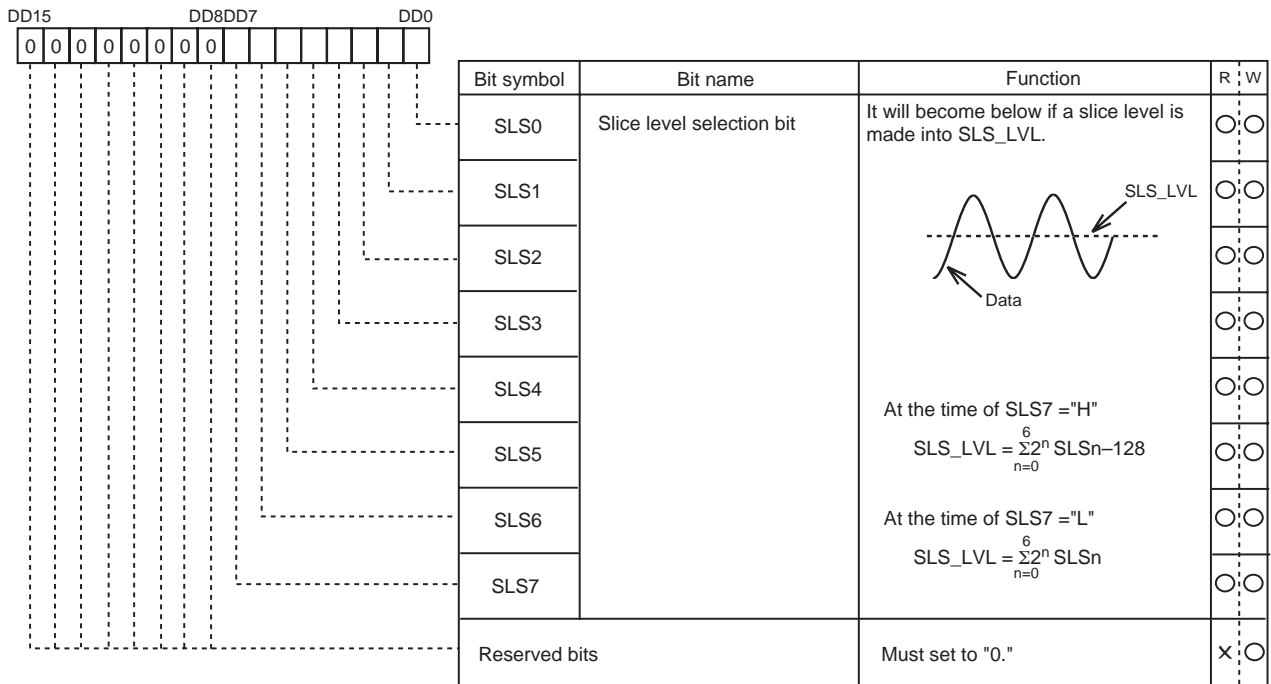 DD15 DD8DD7 DD0
0 0 0 0 0 0 0 0
Bit symbol Bit name Function R W
SLS0 Slice level selection bit It will become below if a slice level is
made into SLS_LVL.
SLS1
SLS_LVL
SLS2
Data
SLS3
SLS4
At the time of SLS7 ="H"
SLS5
SLS_LVL = Σ2ⁿ SLSn–128
6
n=0
SLS6 At the time of SLS7 ="L"
SLS_LVL = Σ2ⁿ SLSn
6
n=0
SLS7
Reserved bits Must set to "0." X